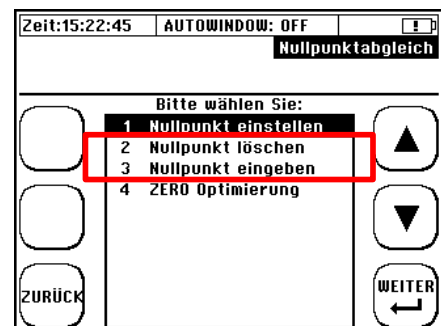 Zeit:15:22:45 AUTOWINDOW: OFF !
Nullpunktabgleich
Bitte wählen Sie:
1 Nullpunkt einstellen
2 Nullpunkt löschen
3 Nullpunkt eingeben
4 ZERO Optimierung
ZURÜCK
WEITER